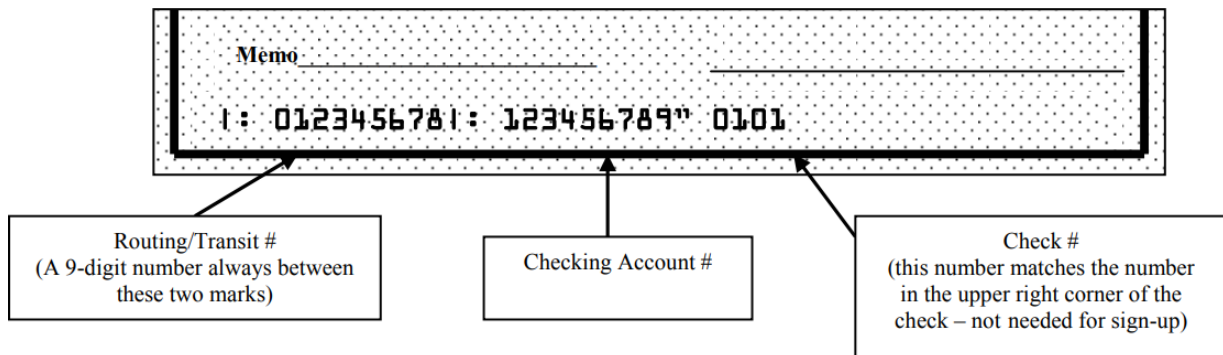 Memo
|: 012345678|: 123456789" 0101
Routing/Transit #
(A 9-digit number always between
these two marks)
Checking Account #
Check #
(this number matches the number
in the upper right corner of the
check – not needed for sign-up)